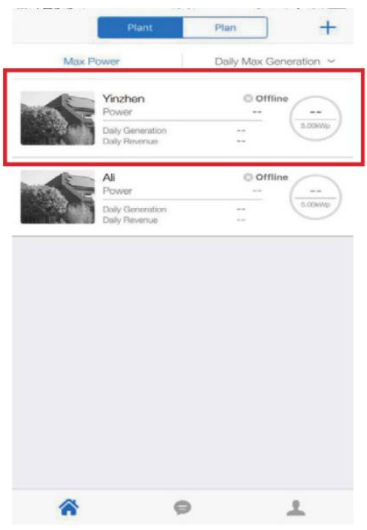 Plant Plan +
Max Power Daily Max Generation
Yinzhen Offline
Power -- --
5.00kWp
Daily Generation --
Daily Revenue --
Ali Offline
Power -- --
5.00kWp
Daily Generation --
Daily Revenue --